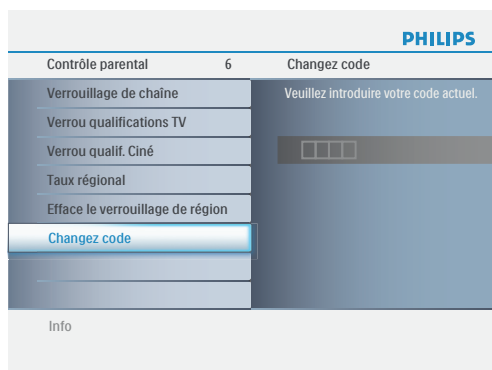 PHILIPS
Contrôle parental 6 Changez code
Verrouillage de chaîne
Veuillez introduire votre code actuel.
Verrou qualifications TV
Verrou qualif. Ciné
Taux régional
Efface le verrouillage de région
Changez code
Info